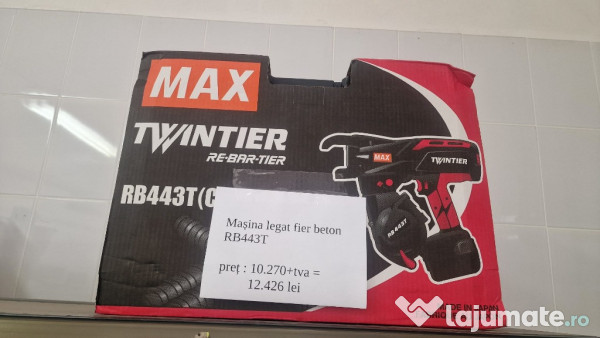 MAX
TWINTIER
RE-BAR-TIER
MAX
TWINTIER
RB443T
RB443T(C
Mașina legat fier beton
RB443T
preț : 10.270+tva =
12.426 lei
lajumate.ro